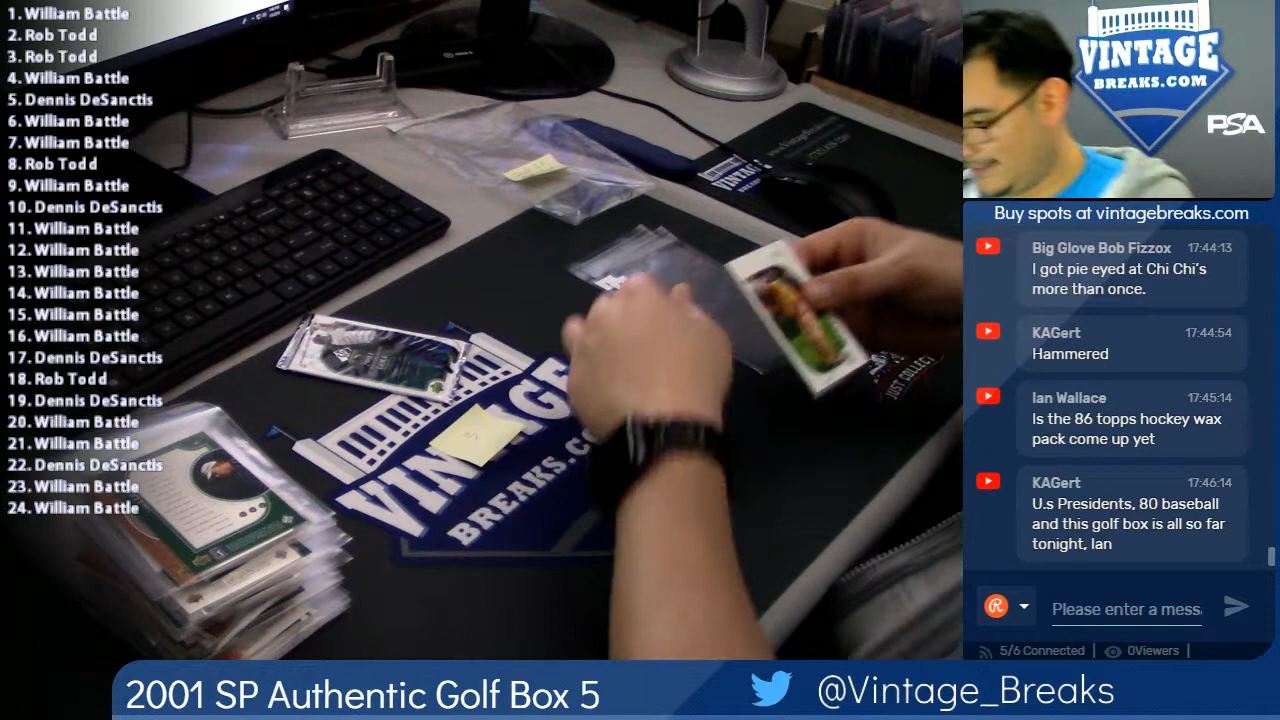 1. William Battle
2. Rob Todd
3. Rob Todd
4. William Battle
5. Dennis DeSanctis
6. William Battle
7. William Battle
8. Rob Todd
9. William Battle
10. Dennis DeSanctis
11. William Battle
12. William Battle
13. William Battle
14. William Battle
15. William Battle
16. William Battle
17. Dennis DeSanctis
18. Rob Todd
19. Dennis DeSanctis
20. William Battle
21. William Battle
22. Dennis DeSanctis
23. William Battle
24. William Battle
VINTAGE
BREAKS.COM
PSA
Buy spots at vintagebreaks.com
Big Glove Bob Fizzox 17:44:13
I got pie eyed at Chi Chi's
more than once.
KAGert 17:44:54
Hammered
Ian Wallace 17:45:14
Is the 86 topps hockey wax
pack come up yet
KAGert 17:46:14
U.s Presidents, 80 baseball
and this golf box is all so far
tonight, Ian
Please enter a messa
5/6 Connected | 0Viewers |
JUST COLLECT
BREAKS.C
2001 SP Authentic Golf Box 5
@Vintage_Breaks